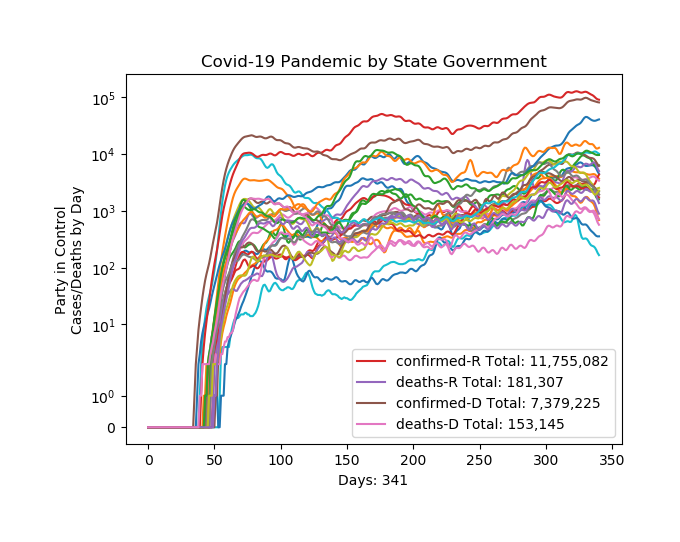 Covid-19 Pandemic by State Government
Party in Control
Cases/Deaths by Day
10^5
10^4
10^3
10^2
10^1
10^0
0
confirmed-R Total: 11,755,082
deaths-R Total: 181,307
confirmed-D Total: 7,379,225
deaths-D Total: 153,145
0 50 100 150 200 250 300 350
Days: 341